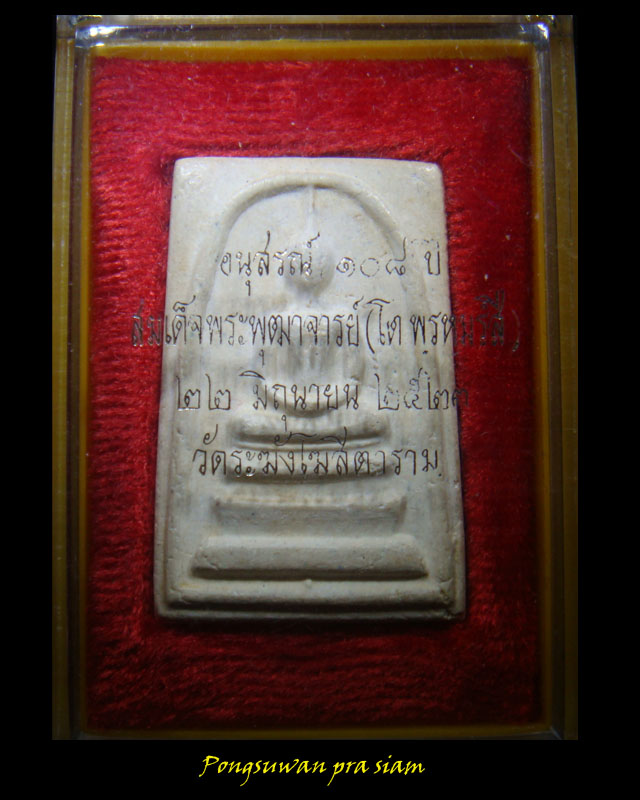 อนุสรณ์ ๑๐๘ ปี
สมเด็จพระพุฒาจารย์(โต พฺรหฺมรํสี)
๒๒ มิถุนายน ๒๕๒๓
วัดระฆังโฆสิตาราม
Pongsuwan pra siam